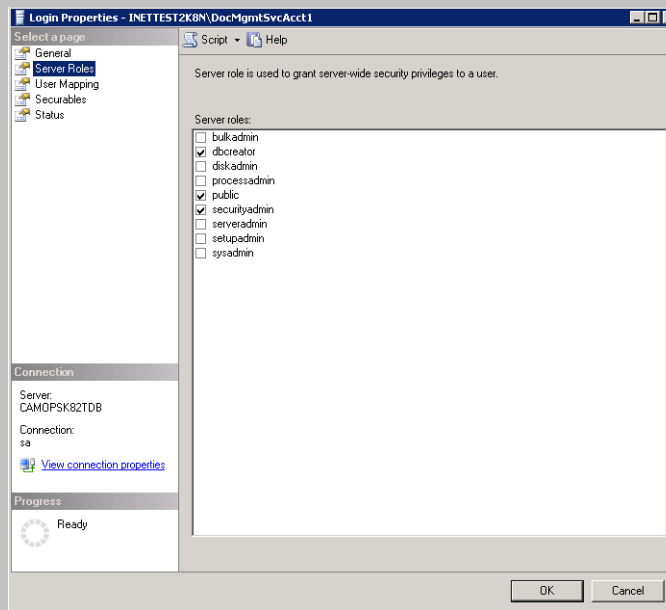 Login Properties - INETTEST2K8N\DocMgmtSvcAcct1
Select a page
General
Server Roles
User Mapping
Securables
Status
Script
Help
Server role is used to grant server-wide security privileges to a user.
Server roles:
bulkadmin
dbcreator
diskadmin
processadmin
public
securityadmin
serveradmin
setupadmin
sysadmin
Connection
Server:
CAMOPSK82TDB
Connection:
sa
View connection properties
Progress
Ready
OK
Cancel